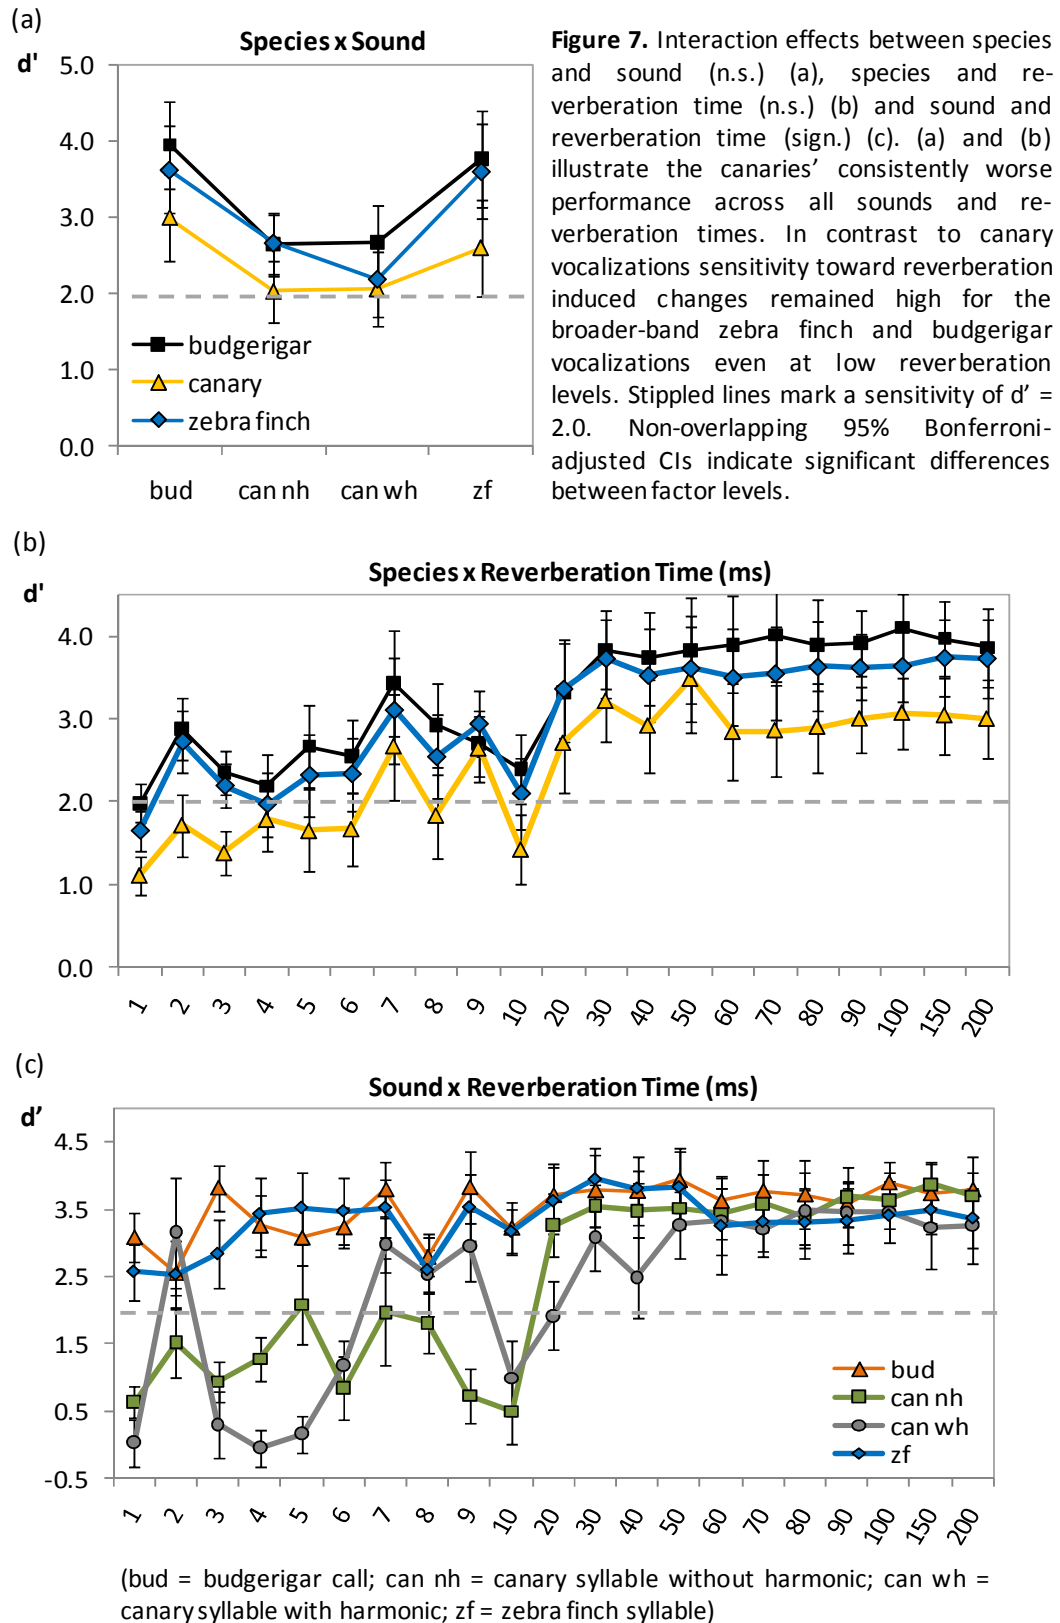 (a)
Species x Sound
d'
5.0
4.0
3.0
2.0
1.0
0.0
budgerigar
canary
zebra finch
bud can nh can wh zf
Figure 7. Interaction effects between species
and sound (n.s.) (a), species and re-
verberation time (n.s.) (b) and sound and
reverberation time (sign.) (c). (a) and (b)
illustrate the canaries’ consistently worse
performance across all sounds and re-
verberation times. In contrast to canary
vocalizations sensitivity toward reverberation
induced changes remained high for the
broader-band zebra finch and budgerigar
vocalizations even at low reverberation
levels. Stippled lines mark a sensitivity of d’ =
2.0. Non-overlapping 95% Bonferroni-
adjusted CIs indicate significant differences
between factor levels.
(b)
Species x Reverberation Time (ms)
d'
4.0
3.0
2.0
1.0
0.0
1 2 3 4 5 6 7 8 9 10 20 30 40 50 60 70 80 90 100 150 200
(c)
Sound x Reverberation Time (ms)
d’
4.5
3.5
2.5
1.5
0.5
-0.5
bud
can nh
can wh
zf
1 2 3 4 5 6 7 8 9 10 20 30 40 50 60 70 80 90 100 150 200
(bud = budgerigar call; can nh = canary syllable without harmonic; can wh =
canary syllable with harmonic; zf = zebra finch syllable)